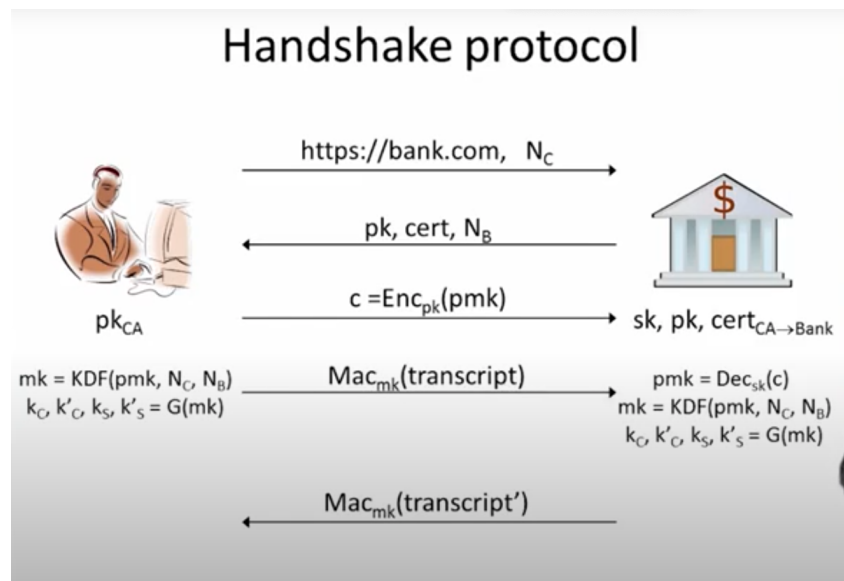 Handshake protocol
https://bank.com, N_C
$
pk, cert, N_B
c =Enc_pk(pmk)
pk_CA
sk, pk, cert_CA→Bank
mk = KDF(pmk, N_C, N_B)
k_C, k'_C, k_S, k'_S = G(mk)
Mac_mk(transcript)
pmk = Dec_sk(c)
mk = KDF(pmk, N_C, N_B)
k_C, k'_C, k_S, k'_S = G(mk)
Mac_mk(transcript')